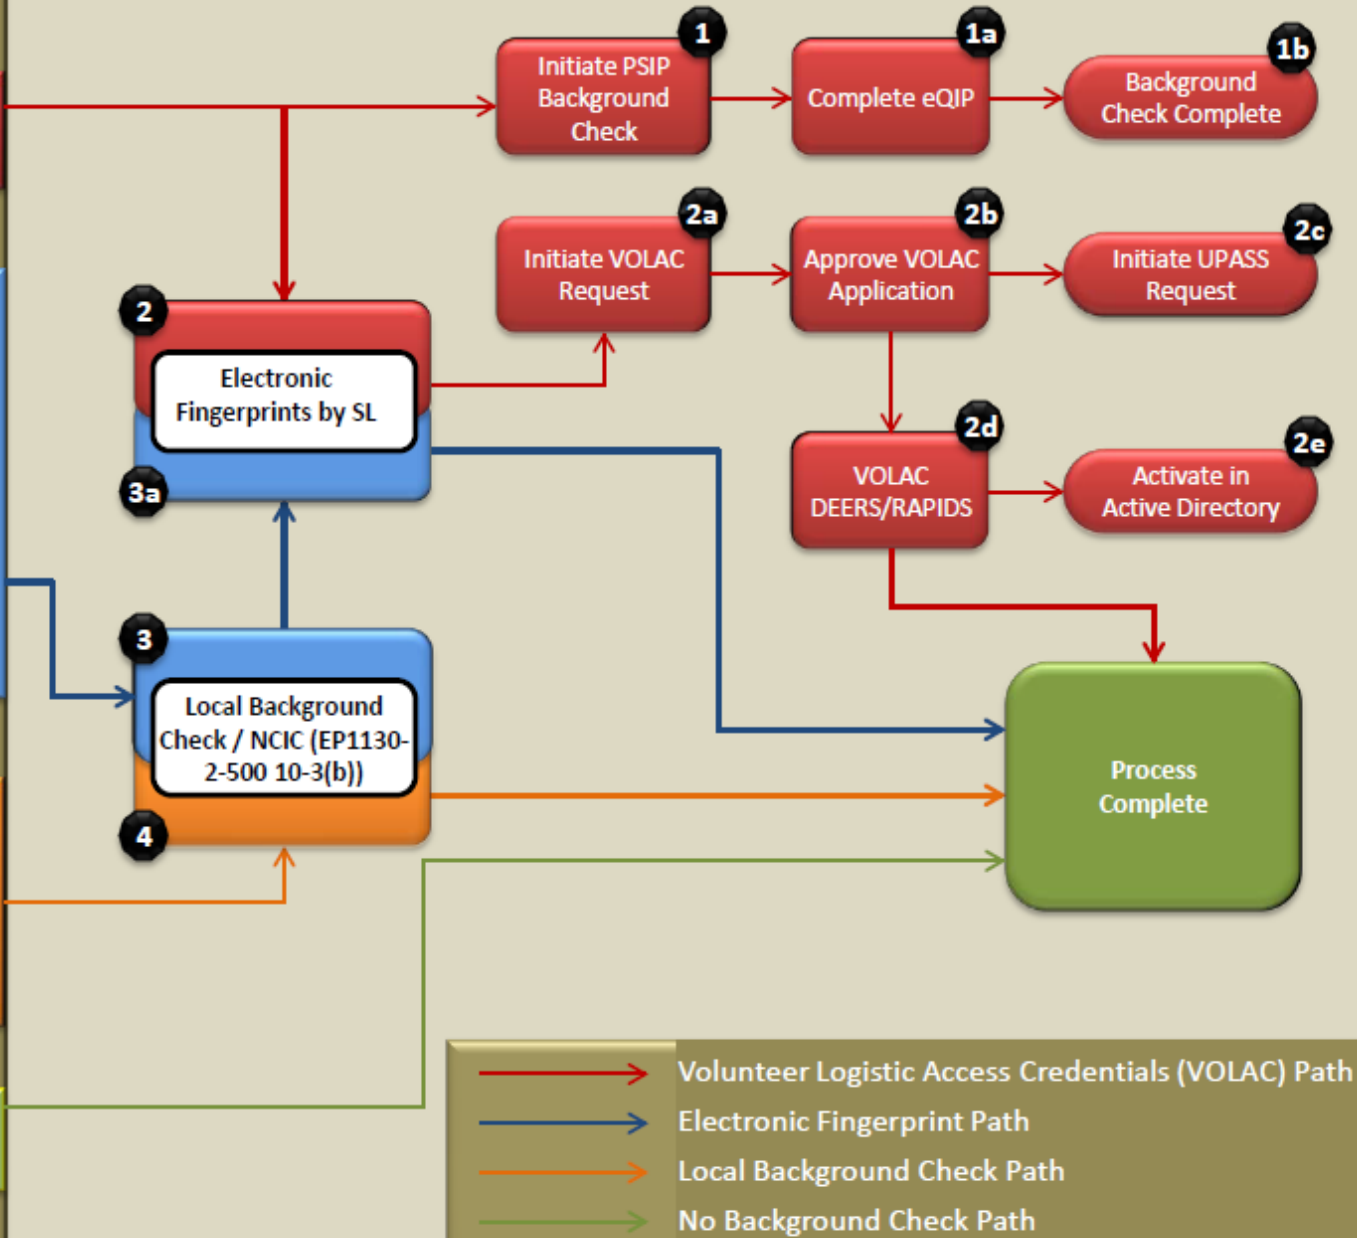 1
Initiate PSIP
Background
Check
1a
Complete eQIP
1b
Background
Check Complete
2a
Initiate VOLAC
Request
2b
Approve VOLAC
Application
2c
Initiate UPASS
Request
2
Electronic
Fingerprints by SL
3a
2d
VOLAC
DEERS/RAPIDS
2e
Activate in
Active Directory
3
Local Background
Check / NCIC (EP1130-
2-500 10-3(b))
4
Process
Complete
Volunteer Logistic Access Credentials (VOLAC) Path
Electronic Fingerprint Path
Local Background Check Path
No Background Check Path